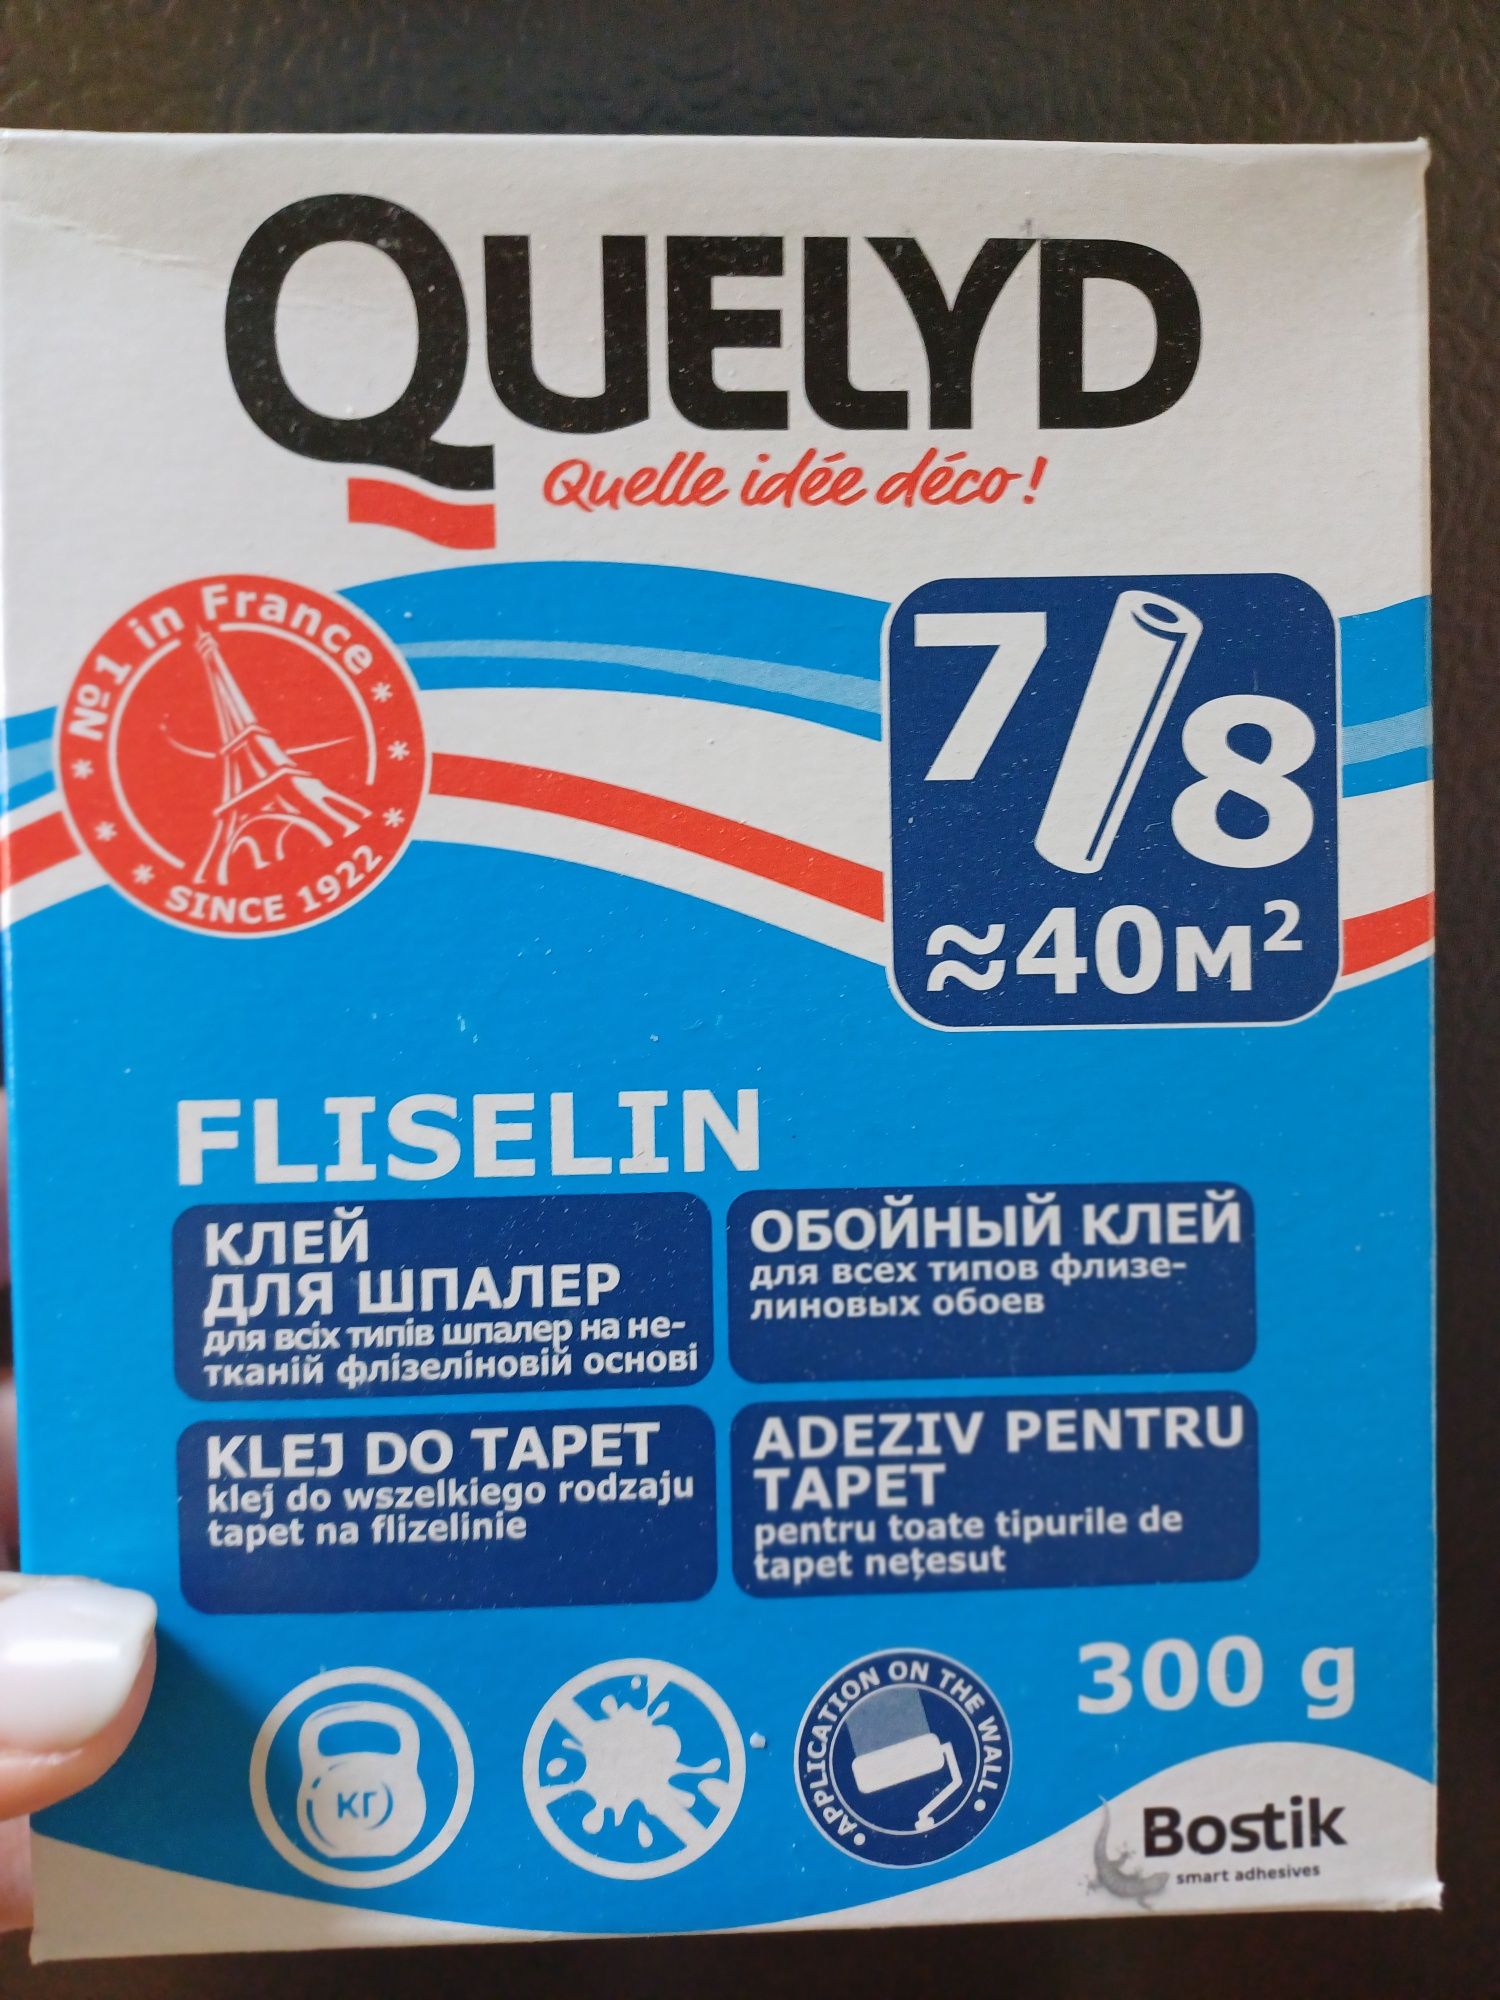 QUELYD
Quelle idée déco!
№1 in France
SINCE 1922
7/8
≈40м²
FLISELIN
КЛЕЙ
ДЛЯ ШПАЛЕР
для всіх типів шпалер на не-
тканій флізеліновій основі
ОБОЙНЫЙ КЛЕЙ
для всех типов флизе-
линовых обоев
KLEJ DO TAPET
klej do wszelkiego rodzaju
tapet na flizelinie
ADEZIV PENTRU
TAPET
pentru toate tipurile de
tapet nețesut
кг
• APPLICATION ON THE WALL •
300 g
Bostik
smart adhesives